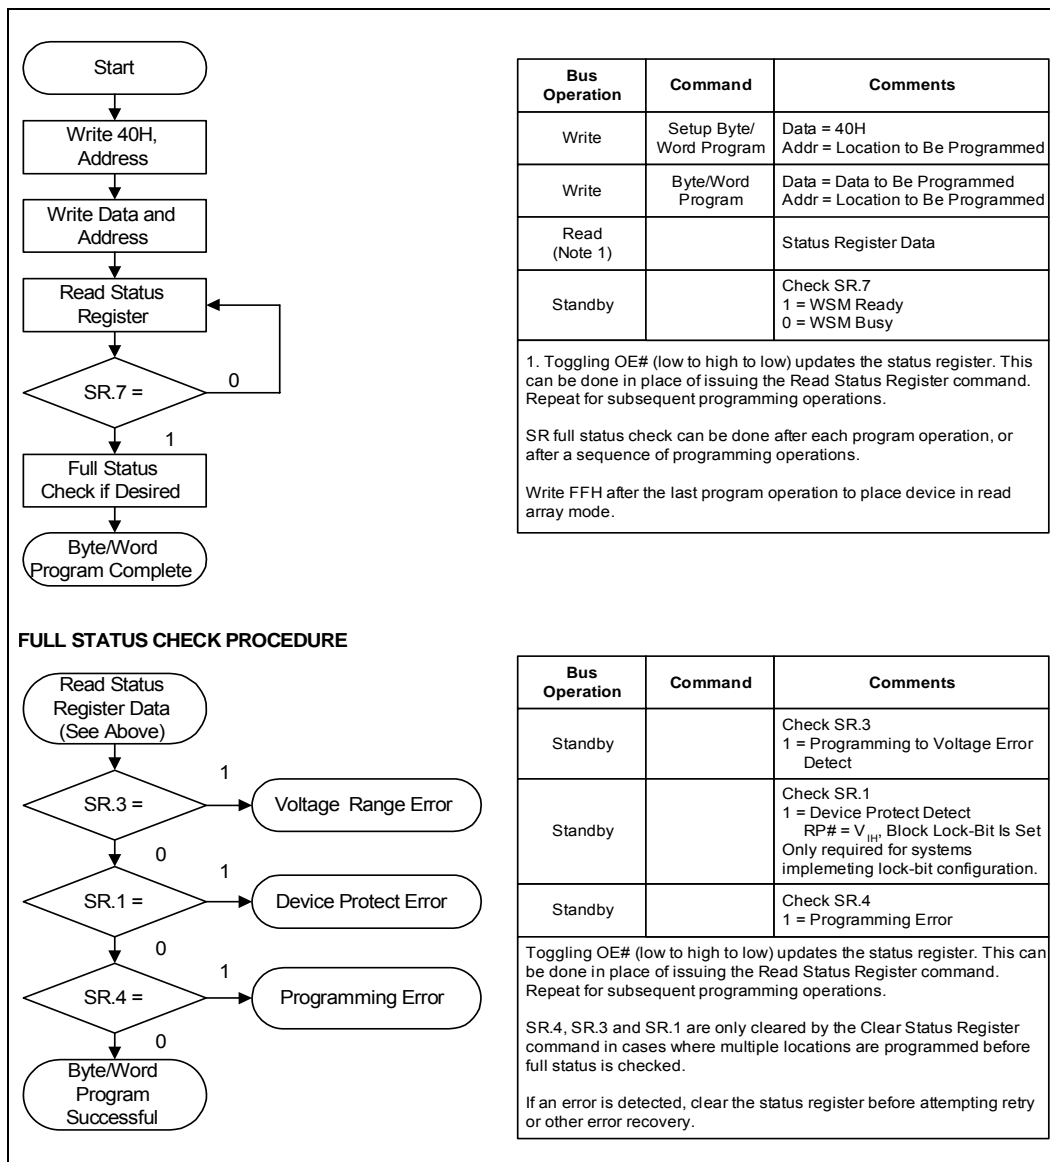 Start
Write 40H,
Address
Write Data and
Address
Read Status
Register
SR.7 =
0
1
Full Status
Check if Desired
Byte/Word
Program Complete
Bus
Operation
Command
Comments
Write
Setup Byte/
Word Program
Data = 40H
Addr = Location to Be Programmed
Write
Byte/Word
Program
Data = Data to Be Programmed
Addr = Location to Be Programmed
Read
(Note 1)
Status Register Data
Standby
Check SR.7
1 = WSM Ready
0 = WSM Busy
1. Toggling OE# (low to high to low) updates the status register. This
can be done in place of issuing the Read Status Register command.
Repeat for subsequent programming operations.
SR full status check can be done after each program operation, or
after a sequence of programming operations.
Write FFH after the last program operation to place device in read
array mode.
FULL STATUS CHECK PROCEDURE
Read Status
Register Data
(See Above)
SR.3 =
1
Voltage Range Error
0
SR.1 =
1
Device Protect Error
0
SR.4 =
1
Programming Error
0
Byte/Word
Program
Successful
Bus
Operation
Command
Comments
Standby
Check SR.3
1 = Programming to Voltage Error
Detect
Standby
Check SR.1
1 = Device Protect Detect
RP# = VIH, Block Lock-Bit Is Set
Only required for systems
implemeting lock-bit configuration.
Standby
Check SR.4
1 = Programming Error
Toggling OE# (low to high to low) updates the status register. This can
be done in place of issuing the Read Status Register command.
Repeat for subsequent programming operations.
SR.4, SR.3 and SR.1 are only cleared by the Clear Status Register
command in cases where multiple locations are programmed before
full status is checked.
If an error is detected, clear the status register before attempting retry
or other error recovery.